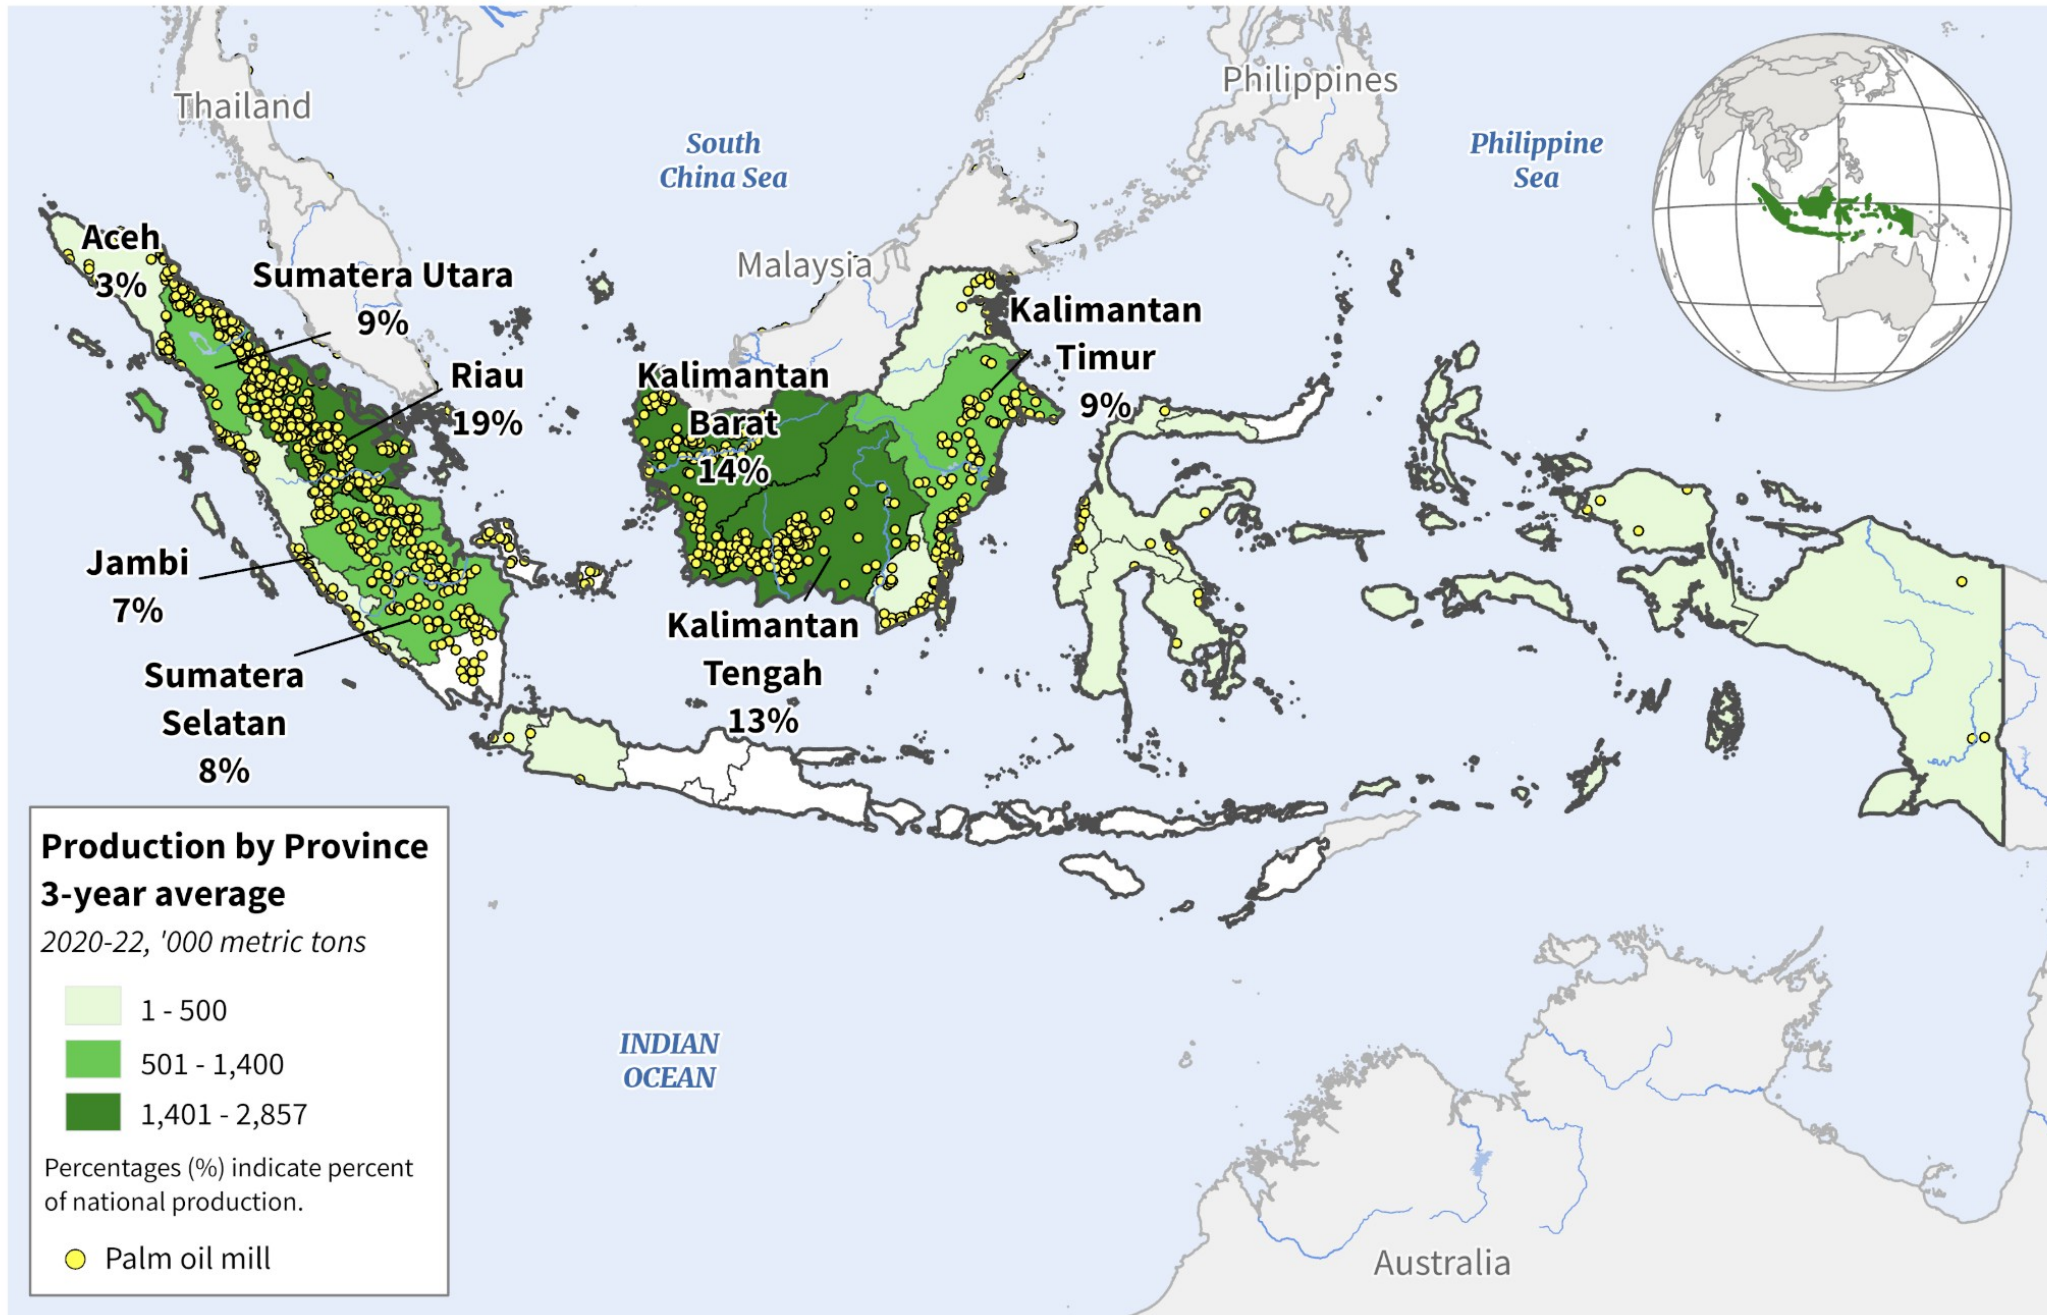 Thailand
Philippines
South
China Sea
Philippine
Sea
Malaysia
Aceh
3%
Sumatera Utara
9%
Riau
19%
Kalimantan
Barat
14%
Kalimantan
Timur
9%
Jambi
7%
Sumatera
Selatan
8%
Kalimantan
Tengah
13%
INDIAN
OCEAN
Australia
Production by Province
3-year average
2020-22, '000 metric tons
1 - 500
501 - 1,400
1,401 - 2,857
Percentages (%) indicate percent
of national production.
Palm oil mill